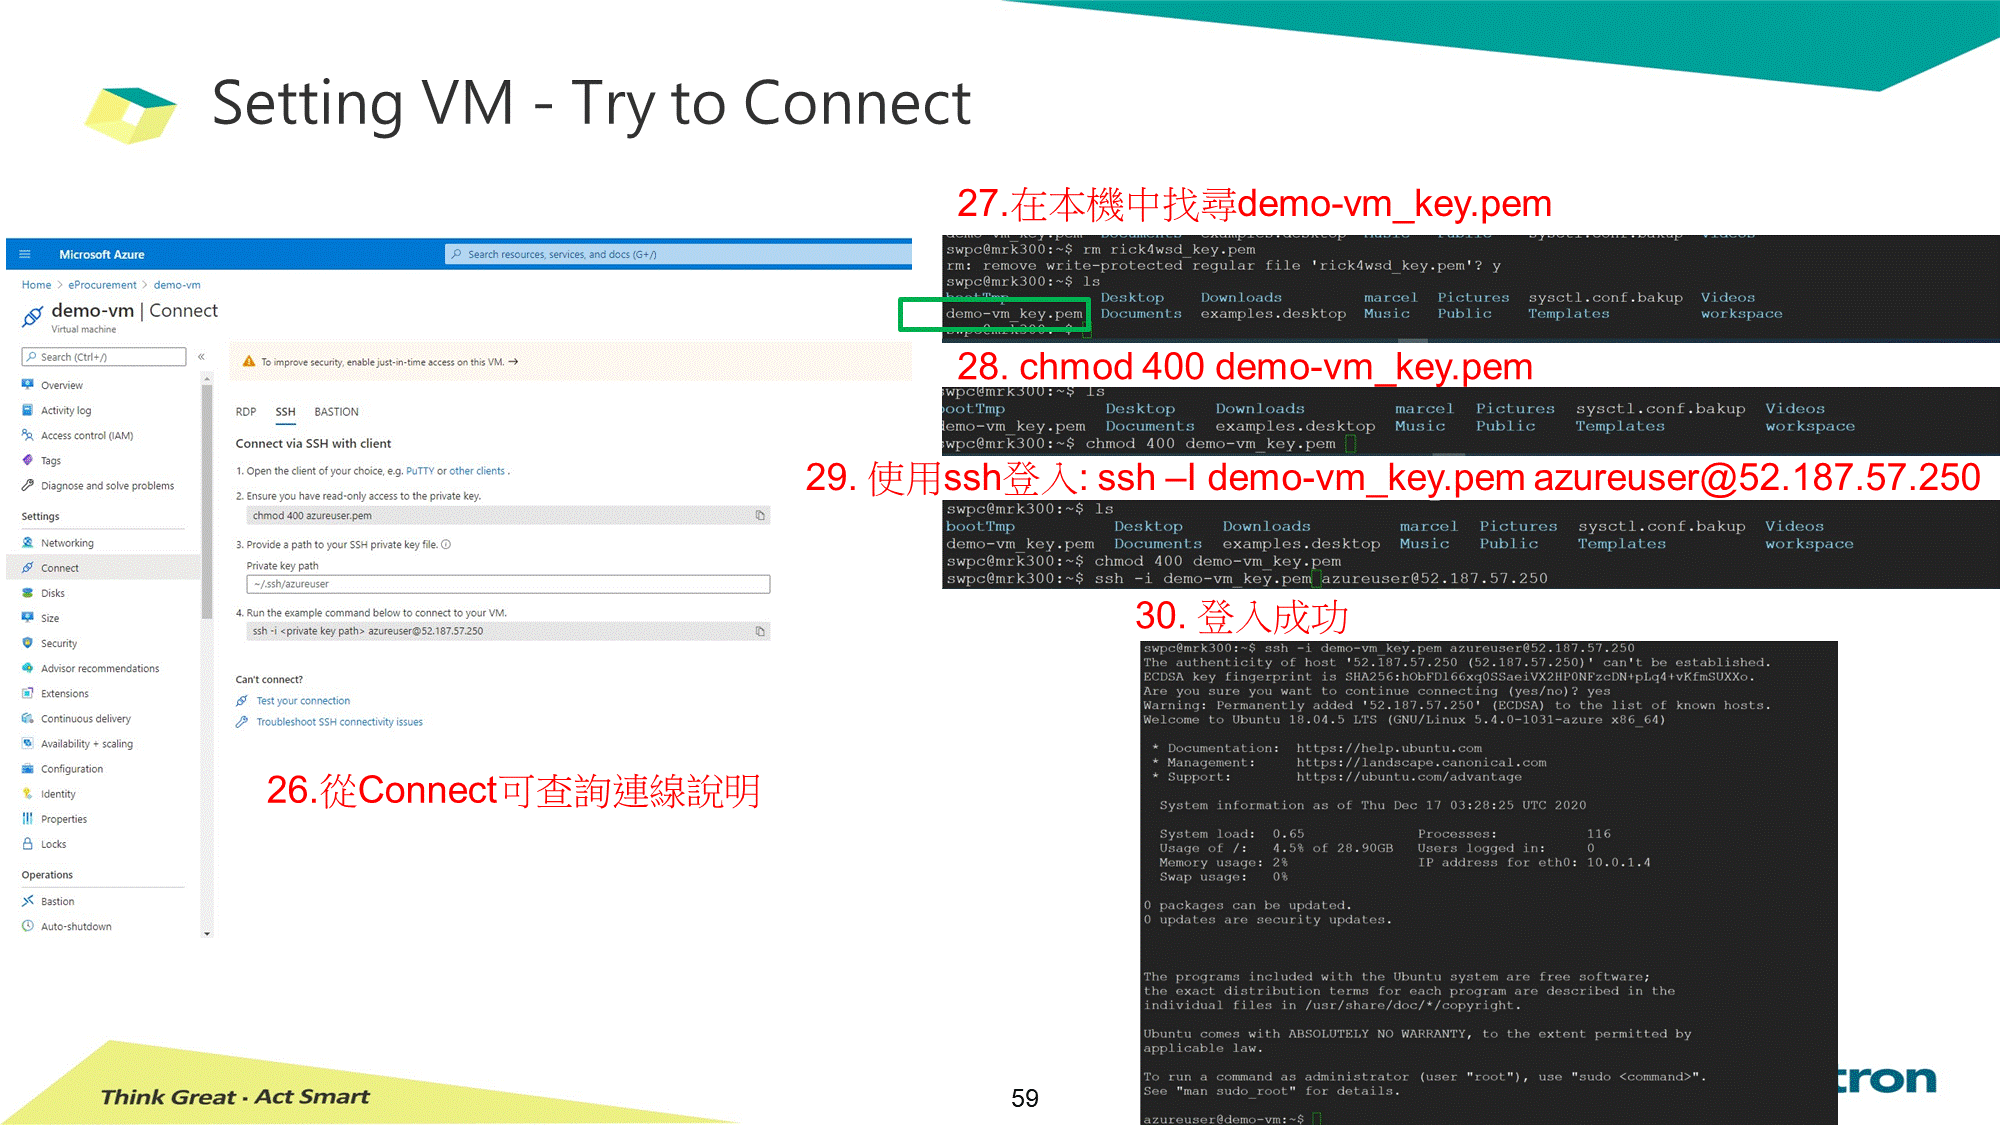 Setting VM - Try to Connect
Microsoft Azure
Search resources, services, and docs (G+/)
Home > eProcurement > demo-vm
demo-vm | Connect
Virtual machine
Search (Ctrl+/)
«
Overview
Activity log
Access control (IAM)
Tags
Diagnose and solve problems
Settings
Networking
Connect
Disks
Size
Security
Advisor recommendations
Extensions
Continuous delivery
Availability + scaling
Configuration
Identity
Properties
Locks
Operations
Bastion
Auto-shutdown
To improve security, enable just-in-time access on this VM. →
RDP SSH BASTION
Connect via SSH with client
1. Open the client of your choice, e.g. PuTTY or other clients .
2. Ensure you have read-only access to the private key.
chmod 400 azureuser.pem
3. Provide a path to your SSH private key file.
Private key path
~/.ssh/azureuser
4. Run the example command below to connect to your VM.
ssh -i <private key path> azureuser@52.187.57.250
Can't connect?
Test your connection
Troubleshoot SSH connectivity issues
26.從Connect可查詢連線說明
27.在本機中找尋demo-vm_key.pem
demo-vm_key.pem Documents examples.desktop Music Public sysctl.conf.bakup Videos
swpc@mrk300:~$ rm rick4wsd_key.pem
rm: remove write-protected regular file 'rick4wsd_key.pem'? y
swpc@mrk300:~$ ls
bootTmp Desktop Downloads marcel Pictures sysctl.conf.bakup Videos
demo-vm_key.pem Documents examples.desktop Music Public Templates workspace
swpc@mrk300:~$
28. chmod 400 demo-vm_key.pem
swpc@mrk300:~$ ls
bootTmp Desktop Downloads marcel Pictures sysctl.conf.bakup Videos
demo-vm_key.pem Documents examples.desktop Music Public Templates workspace
swpc@mrk300:~$ chmod 400 demo-vm_key.pem
29. 使用ssh登入: ssh –I demo-vm_key.pem azureuser@52.187.57.250
swpc@mrk300:~$ ls
bootTmp Desktop Downloads marcel Pictures sysctl.conf.bakup Videos
demo-vm_key.pem Documents examples.desktop Music Public Templates workspace
swpc@mrk300:~$ chmod 400 demo-vm_key.pem
swpc@mrk300:~$ ssh -i demo-vm_key.pem azureuser@52.187.57.250
30. 登入成功
swpc@mrk300:~$ ssh -i demo-vm_key.pem azureuser@52.187.57.250
The authenticity of host '52.187.57.250 (52.187.57.250)' can't be established.
ECDSA key fingerprint is SHA256:hObFDl66xq0SSaeiVX2HP0NFzcDN+pLq4+vKfmSUXXo.
Are you sure you want to continue connecting (yes/no)? yes
Warning: Permanently added '52.187.57.250' (ECDSA) to the list of known hosts.
Welcome to Ubuntu 18.04.5 LTS (GNU/Linux 5.4.0-1031-azure x86_64)
* Documentation: https://help.ubuntu.com
* Management: https://landscape.canonical.com
* Support: https://ubuntu.com/advantage
System information as of Thu Dec 17 03:28:25 UTC 2020
System load: 0.65 Processes: 116
Usage of /: 4.5% of 28.90GB Users logged in: 0
Memory usage: 2% IP address for eth0: 10.0.1.4
Swap usage: 0%
0 packages can be updated.
0 updates are security updates.
The programs included with the Ubuntu system are free software;
the exact distribution terms for each program are described in the
individual files in /usr/share/doc/*/copyright.
Ubuntu comes with ABSOLUTELY NO WARRANTY, to the extent permitted by
applicable law.
To run a command as administrator (user "root"), use "sudo <command>".
See "man sudo_root" for details.
azureuser@demo-vm:~$
Think Great · Act Smart
59
tron